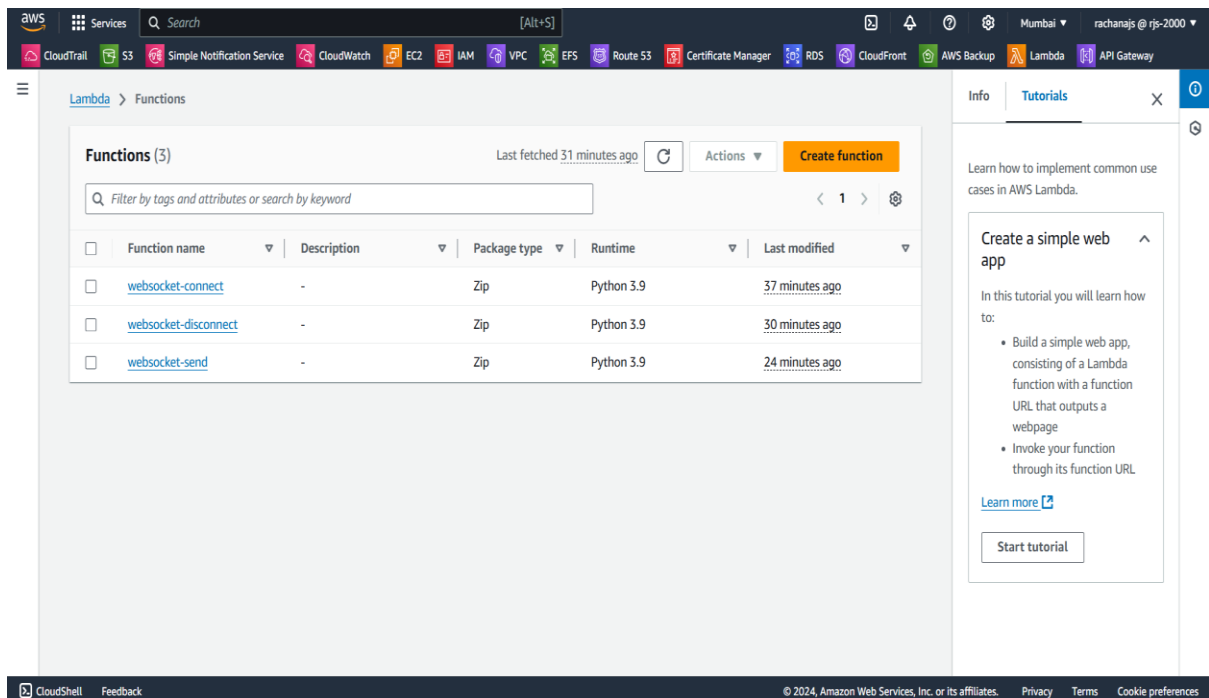 aws Services Search [Alt+S] Mumbai ▼ rachanajs @ rjs-2000 ▼
CloudTrail S3 Simple Notification Service CloudWatch EC2 IAM VPC EFS Route 53 Certificate Manager RDS CloudFront AWS Backup Lambda API Gateway
Lambda > Functions
Functions (3) Last fetched 31 minutes ago Actions ▼ Create function
Filter by tags and attributes or search by keyword
< 1 >
Function name Description Package type Runtime Last modified
websocket-connect - Zip Python 3.9 37 minutes ago
websocket-disconnect - Zip Python 3.9 30 minutes ago
websocket-send - Zip Python 3.9 24 minutes ago
Info Tutorials
Learn how to implement common use
cases in AWS Lambda.
Create a simple web
app
In this tutorial you will learn how
to:
• Build a simple web app,
consisting of a Lambda
function with a function
URL that outputs a
webpage
• Invoke your function
through its function URL
Learn more
Start tutorial
CloudShell Feedback © 2024, Amazon Web Services, Inc. or its affiliates. Privacy Terms Cookie preferences